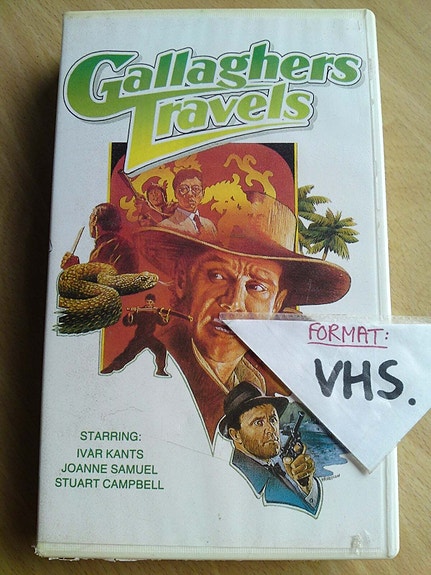 Gallaghers
Travels
FORMAT:
VHS.
STARRING:
IVAR KANTS
JOANNE SAMUEL
STUART CAMPBELL